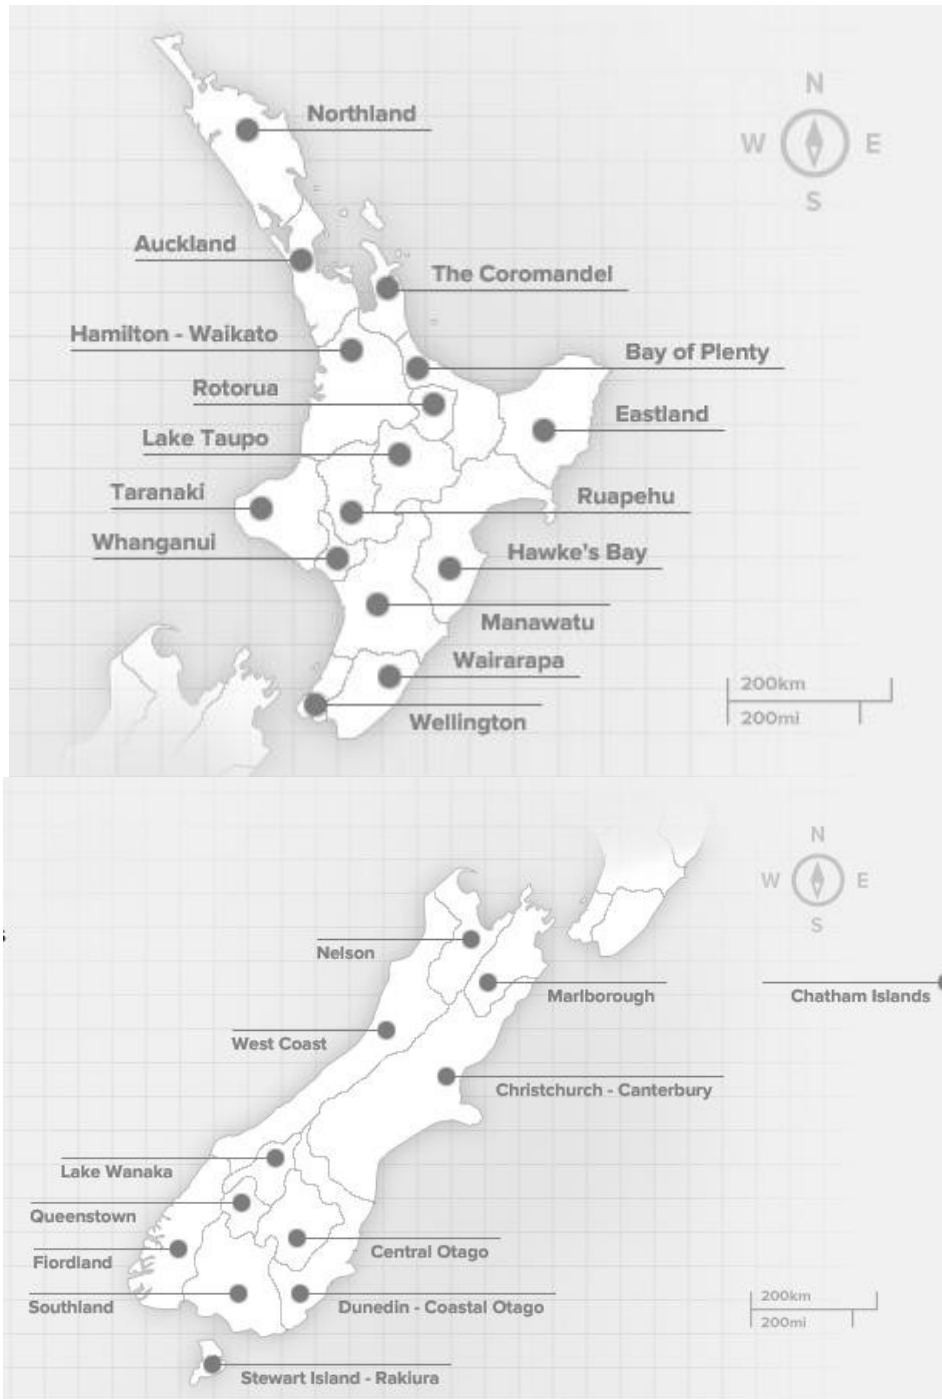 N
Northland
W E
S
Auckland
The Coromandel
Hamilton - Waikato
Bay of Plenty
Rotorua
Eastland
Lake Taupo
Taranaki
Ruapehu
Whanganui
Hawke's Bay
Manawatu
Wairarapa
200km
200mi
Wellington
N
W E
S
Nelson
Marlborough
Chatham Islands
West Coast
Christchurch - Canterbury
Lake Wanaka
Queenstown
Central Otago
Fiordland
200km
Southland
Dunedin - Coastal Otago
200mi
Stewart Island - Rakiura